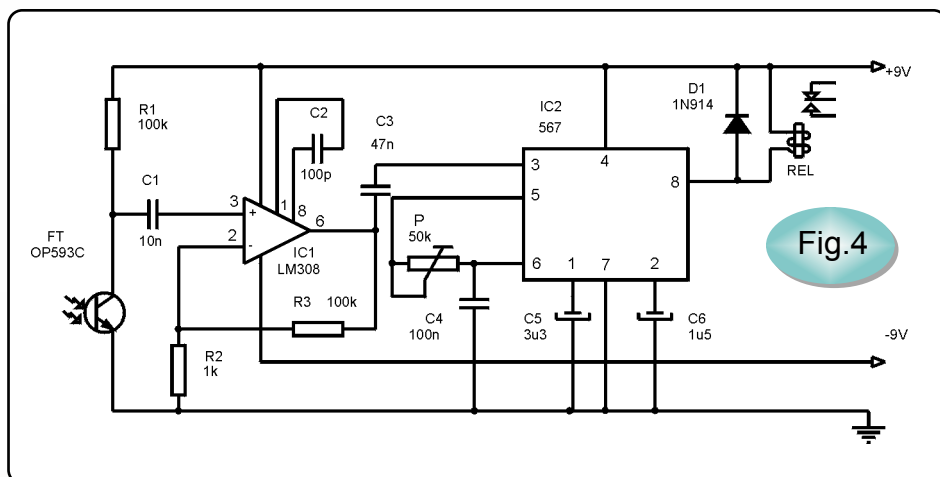 +9V
R1
100k
C1
10n
FT
OP593C
3
+
2
-
1
8
6
C2
100p
IC1
LM308
R3 100k
R2
1k
C3
47n
P
50k
C4
100n
IC2
567
3
5
6
4
8
1
7
2
C5
3u3
C6
1u5
D1
1N914
REL
Fig.4
-9V